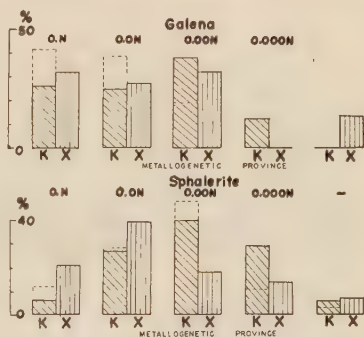 Galena
%
50
0.N 0.0N 0.00N 0.000N
0
K X K X K X K X K X
METALLOGENETIC PROVINCE
Sphalerite
%
0.N 0.0N 0.00N 0.000N -
40
0
K X K X K X K X K X
METALLOGENETIC PROVINCE